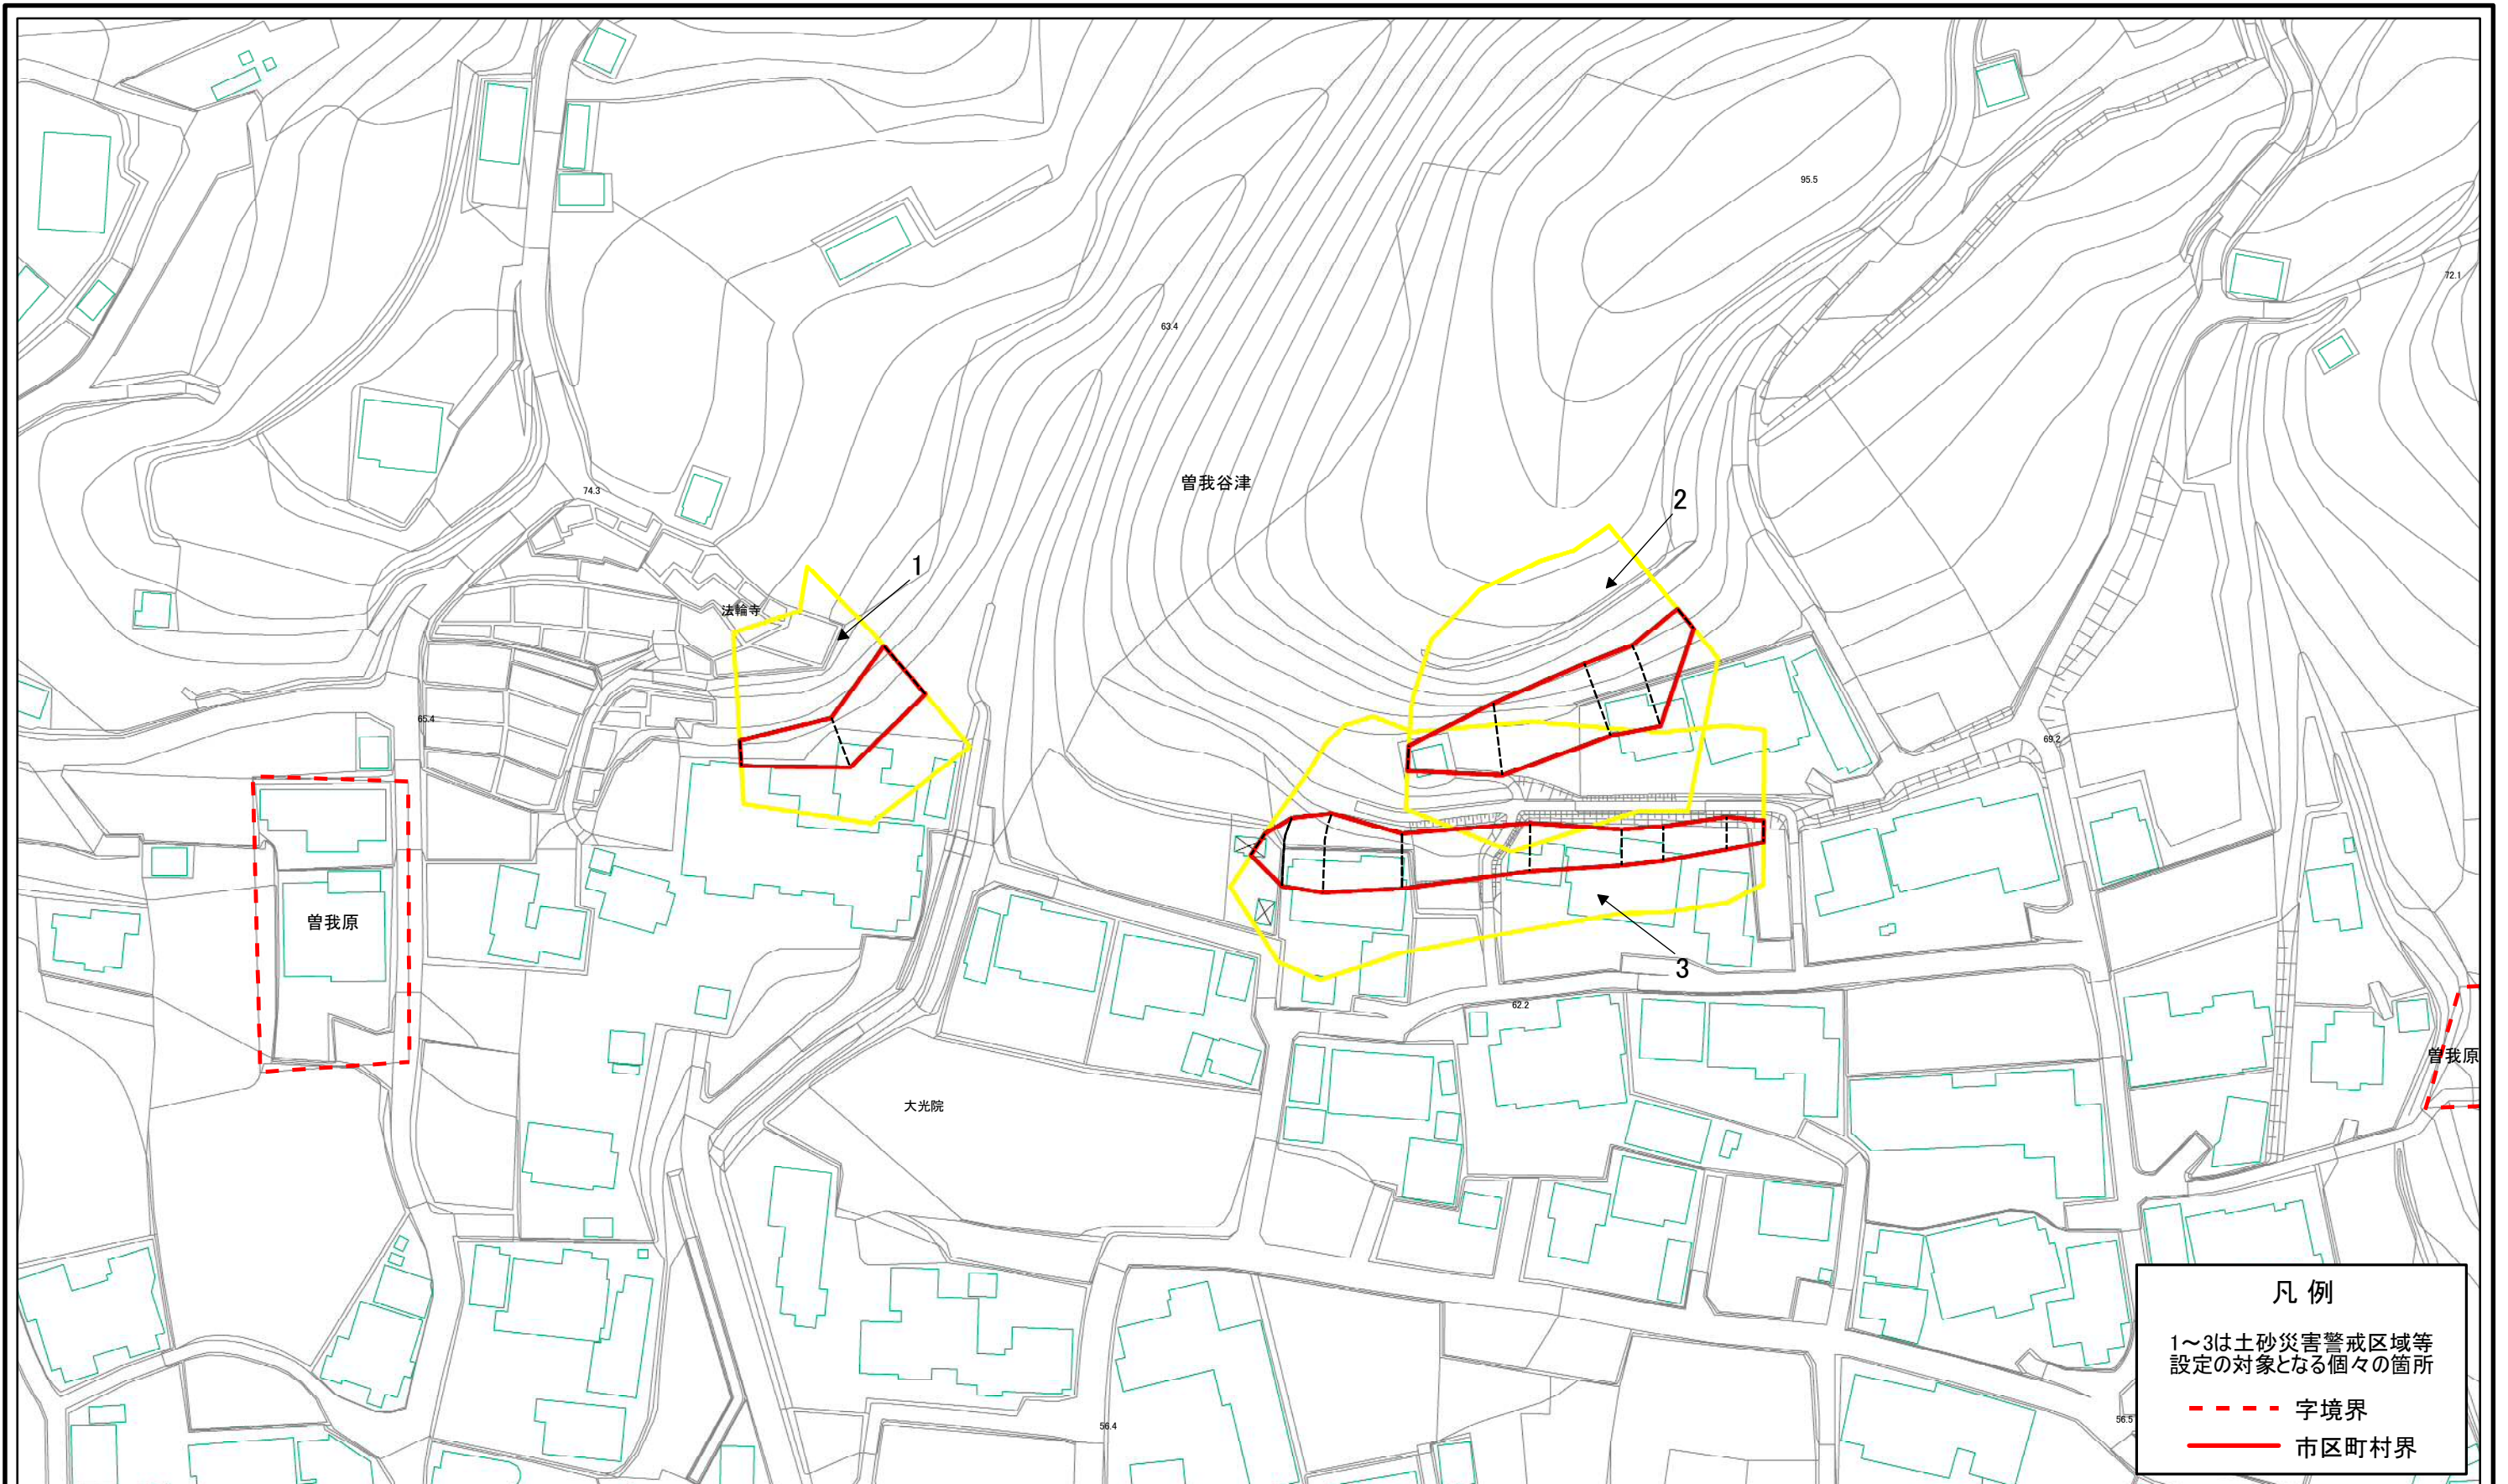 95.5
72.1
63.4
曽我谷津
74.3
2
1
法輪寺
65.4
69.2
曽我原
3
62.2
曽我原
大光院
56.4
56.5
凡 例
1～3は土砂災害警戒区域等
設定の対象となる個々の箇所
字境界
市区町村界